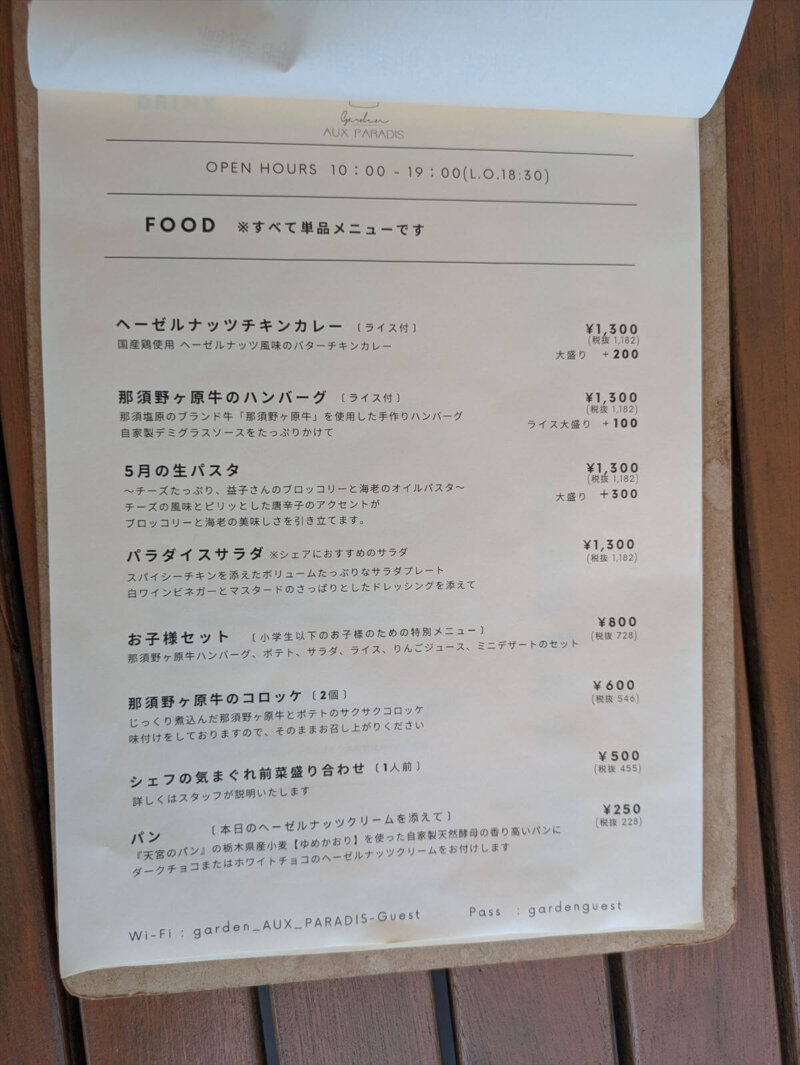 Garden
AUX PARADIS
OPEN HOURS 10：00 - 19：00(L.O.18:30)
FOOD ※すべて単品メニューです
ヘーゼルナッツチキンカレー 〔ライス付〕 ¥1,300
(税抜 1,182)
国産鶏使用 ヘーゼルナッツ風味のバターチキンカレー
大盛り +200
那須野ヶ原牛のハンバーグ 〔ライス付〕 ¥1,300
(税抜 1,182)
那須塩原のブランド牛「那須野ヶ原牛」を使用した手作りハンバーグ
ライス大盛り +100
自家製デミグラスソースをたっぷりかけて
5月の生パスタ ¥1,300
(税抜 1,182)
～チーズたっぷり、益子さんのブロッコリーと海老のオイルパスタ～
大盛り +300
チーズの風味とピリッとした唐辛子のアクセントが
ブロッコリーと海老の美味しさを引き立てます。
パラダイスサラダ ※シェアにおすすめのサラダ ¥1,300
(税抜 1,182)
スパイシーチキンを添えたボリュームたっぷりなサラダプレート
白ワインビネガーとマスタードのさっぱりとしたドレッシングを添えて
お子様セット 〔小学生以下のお子様のための特別メニュー〕 ¥800
(税抜 728)
那須野ヶ原牛ハンバーグ、ポテト、サラダ、ライス、りんごジュース、ミニデザートのセット
那須野ヶ原牛のコロッケ〔2個〕 ¥600
(税抜 546)
じっくり煮込んだ那須野ヶ原牛とポテトのサクサクコロッケ
味付けをしておりますので、そのままお召し上がりください
シェフの気まぐれ前菜盛り合わせ〔1人前〕 ¥500
(税抜 455)
詳しくはスタッフが説明いたします
パン 〔本日のヘーゼルナッツクリームを添えて〕 ¥250
(税抜 228)
『天宮のパン』の栃木県産小麦【ゆめかおり】を使った自家製天然酵母の香り高いパンに
ダークチョコまたはホワイトチョコのヘーゼルナッツクリームをお付けします
Wi-Fi : garden_AUX_PARADIS-Guest Pass : gardenguest